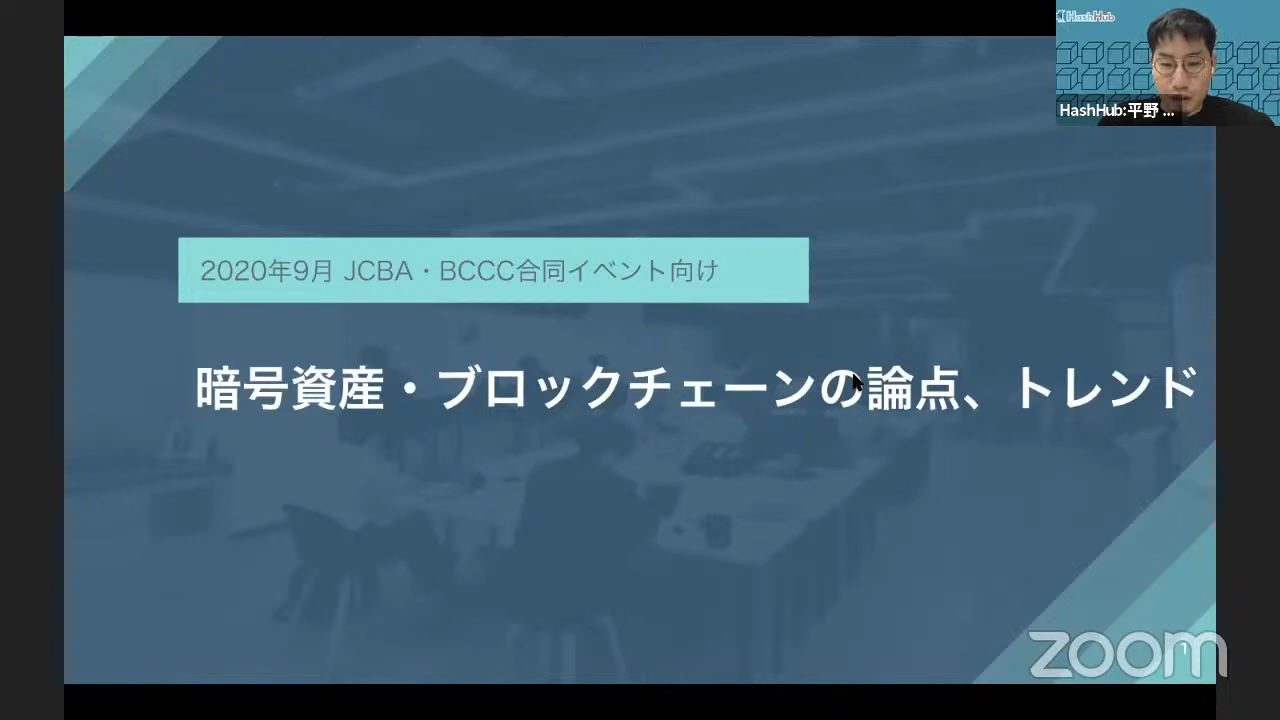 HashHub
HashHub:平野 ...
2020年9月 JCBA・BCCC合同イベント向け
暗号資産・ブロックチェーンの論点、トレンド
zoom
1